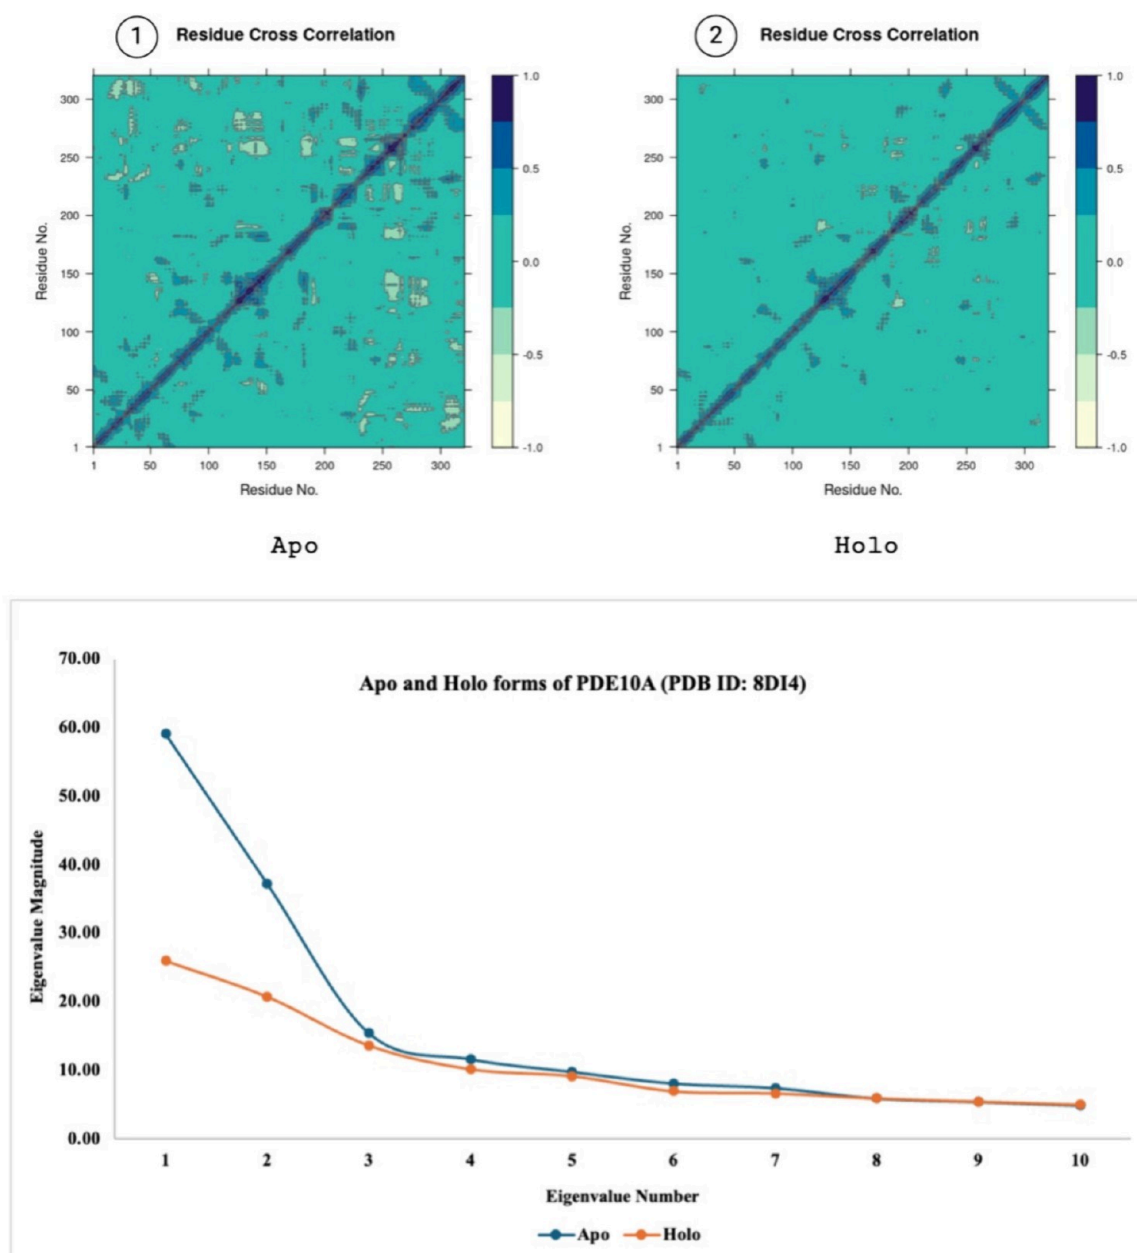 1 Residue Cross Correlation
300
250
200
150
100
50
1
Residue No.
1 50 100 150 200 250 300
Residue No.
1.0
0.5
0.0
-0.5
-1.0
Apo
2 Residue Cross Correlation
300
250
200
150
100
50
1
Residue No.
1 50 100 150 200 250 300
Residue No.
1.0
0.5
0.0
-0.5
-1.0
Holo
Apo and Holo forms of PDE10A (PDB ID: 8DI4)
70.00
60.00
50.00
40.00
30.00
20.00
10.00
0.00
Eigenvalue Magnitude
1 2 3 4 5 6 7 8 9 10
Eigenvalue Number
Apo Holo